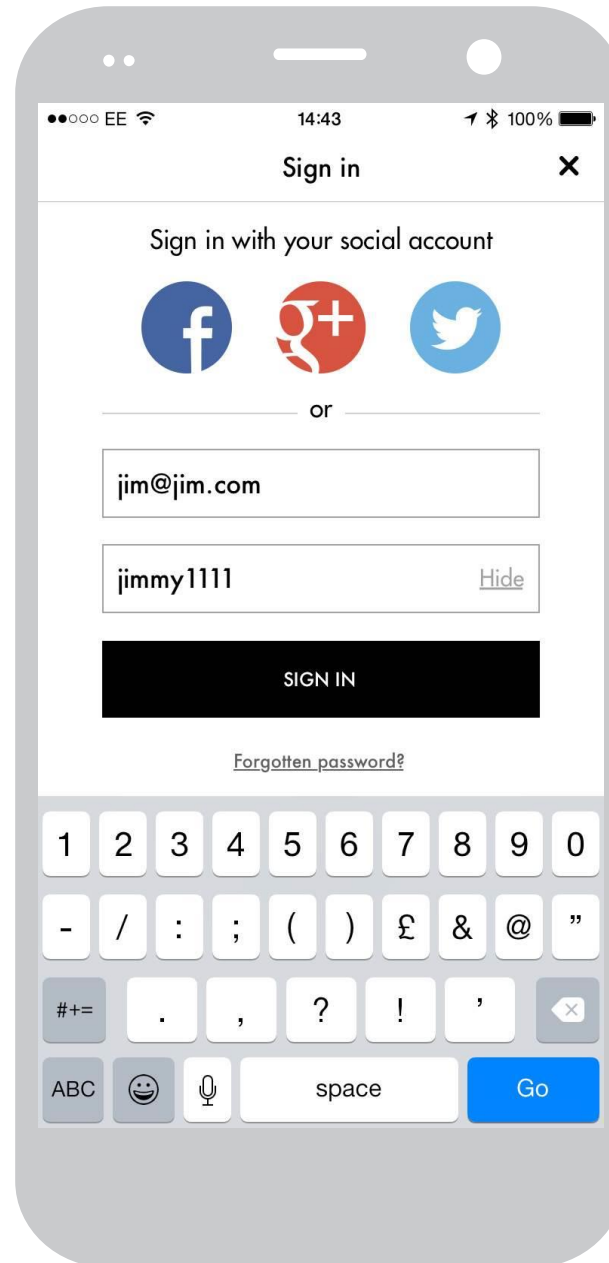 EE 14:43 100%
Sign in
Sign in with your social account
f g+
or
jim@jim.com
jimmy1111 Hide
SIGN IN
Forgotten password?
1 2 3 4 5 6 7 8 9 0
- / : ; ( ) £ & @ ”
#+= . , ? ! ’
ABC space Go